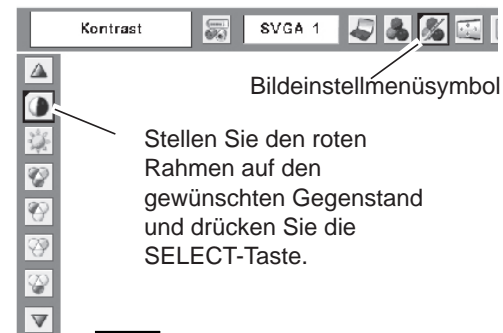 Kontrast SVGA 1
Bildeinstellmenüsymbol
Stellen Sie den roten
Rahmen auf den
gewünschten Gegenstand
und drücken Sie die
SELECT-Taste.